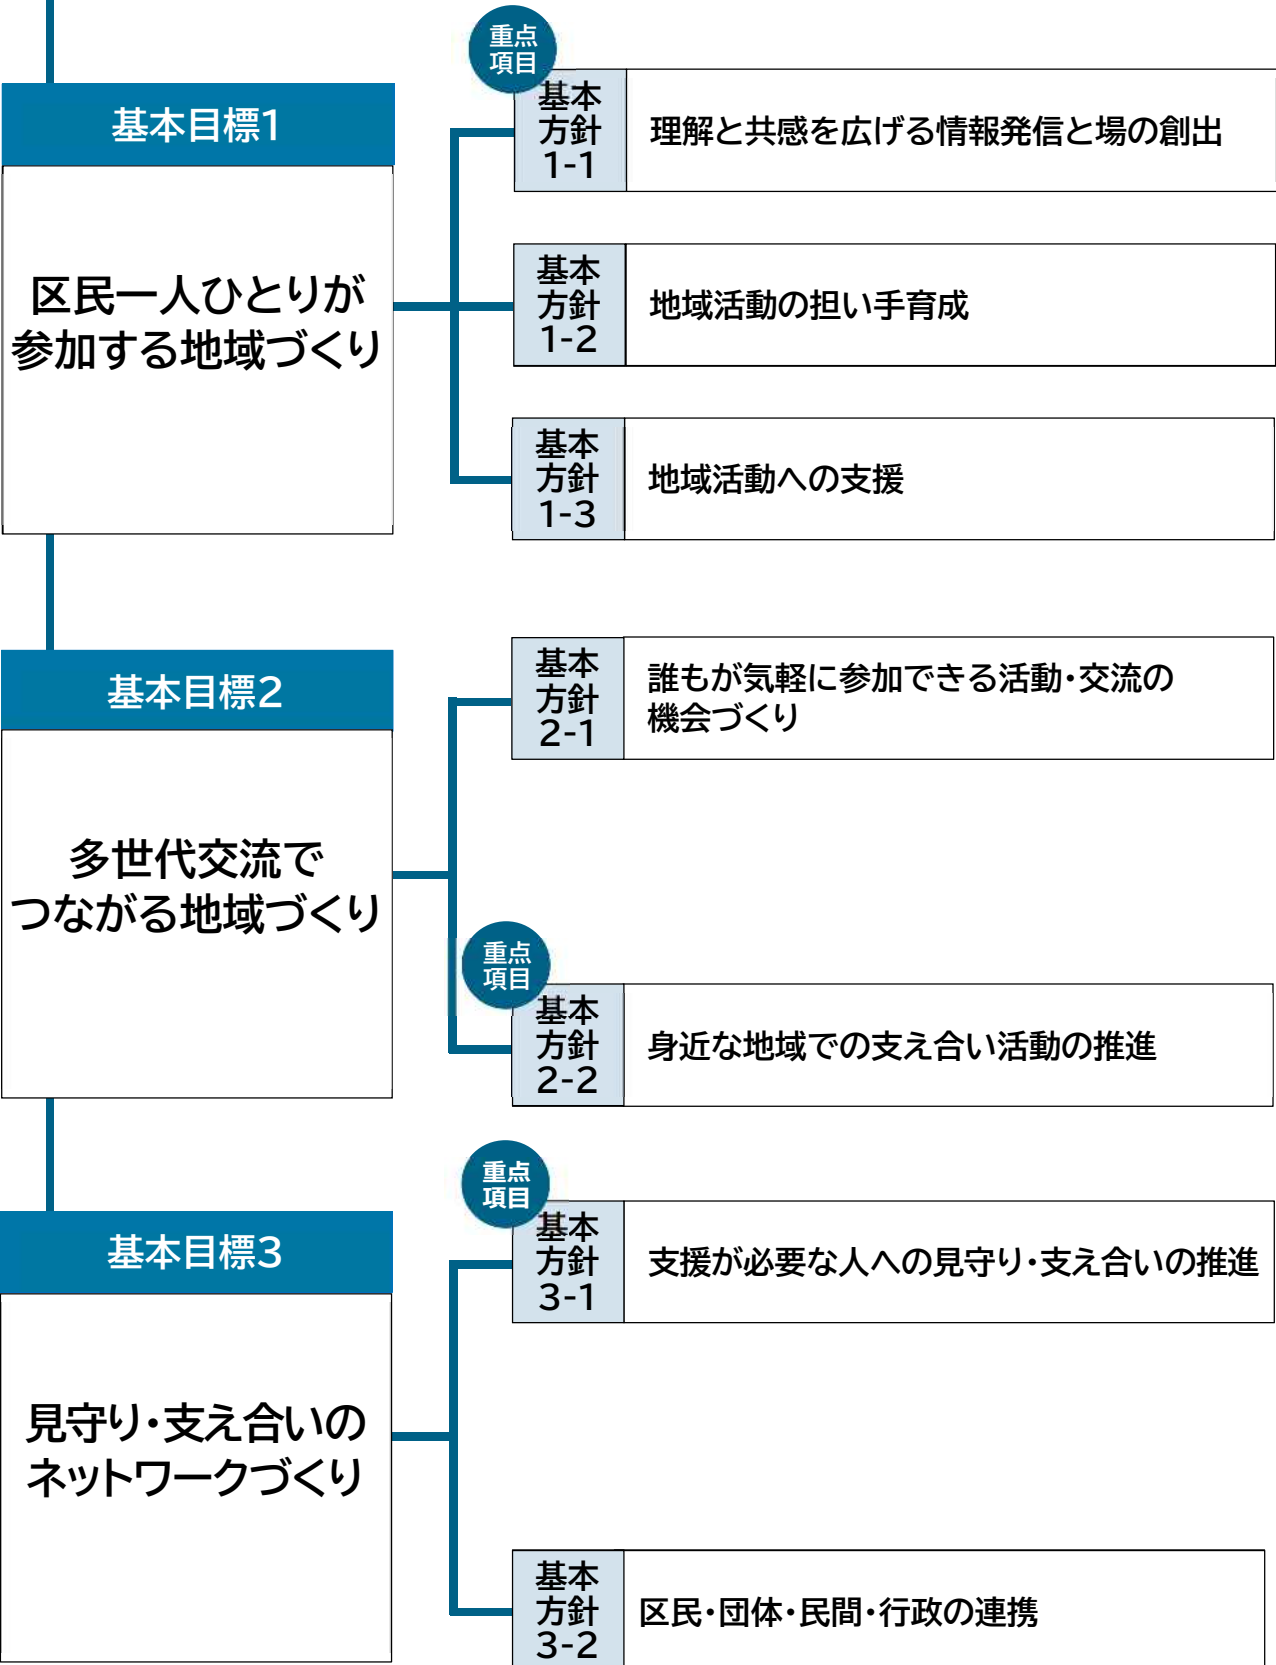 基本目標1
区民一人ひとりが
参加する地域づくり
重点
項目
基本
方針
1-1
理解と共感を広げる情報発信と場の創出
基本
方針
1-2
地域活動の担い手育成
基本
方針
1-3
地域活動への支援
基本目標2
多世代交流で
つながる地域づくり
基本
方針
2-1
誰もが気軽に参加できる活動・交流の
機会づくり
重点
項目
基本
方針
2-2
身近な地域での支え合い活動の推進
基本目標3
見守り・支え合いの
ネットワークづくり
重点
項目
基本
方針
3-1
支援が必要な人への見守り・支え合いの推進
基本
方針
3-2
区民・団体・民間・行政の連携